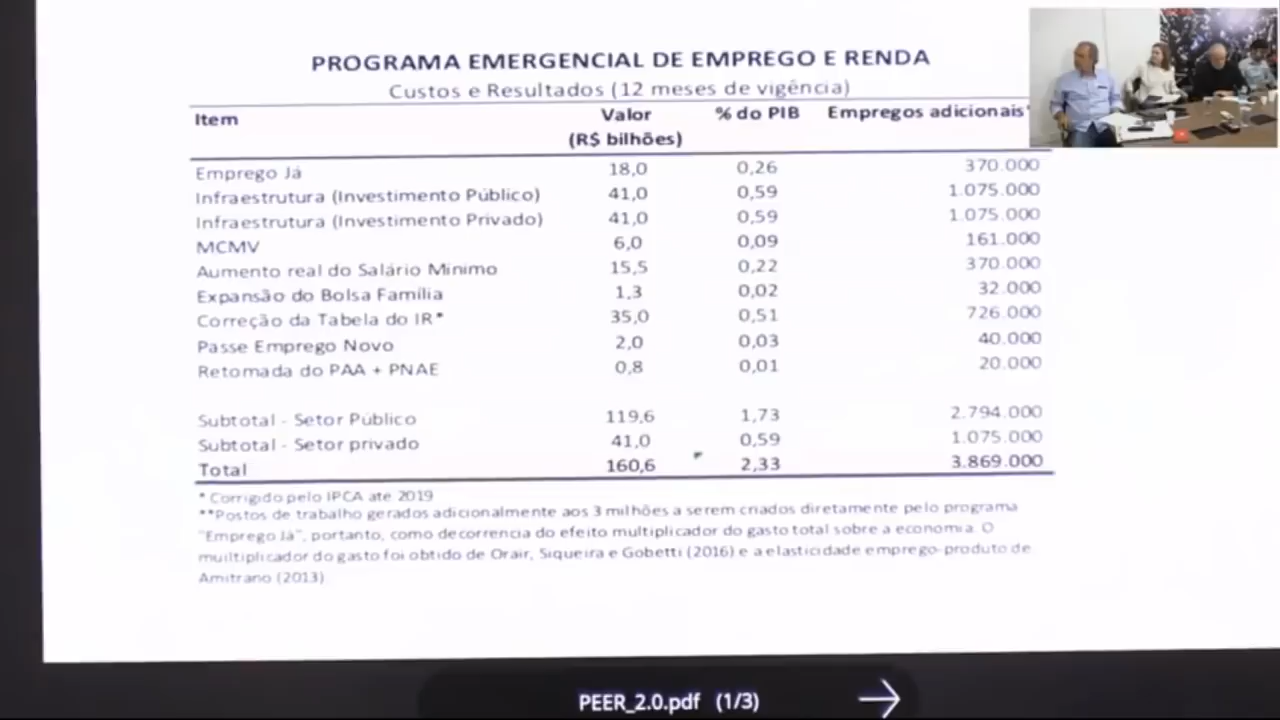 PROGRAMA EMERGENCIAL DE EMPREGO E RENDA
Custos e Resultados (12 meses de vigência)
Item Valor (R$ bilhões) % do PIB Empregos adicionais*
Emprego Já 18,0 0,26 370.000
Infraestrutura (Investimento Público) 41,0 0,59 1.075.000
Infraestrutura (Investimento Privado) 41,0 0,59 1.075.000
MCMV 6,0 0,09 161.000
Aumento real do Salário Mínimo 15,5 0,22 370.000
Expansão do Bolsa Família 1,3 0,02 32.000
Correção da Tabela do IR* 35,0 0,51 726.000
Passe Emprego Novo 2,0 0,03 40.000
Retomada do PAA + PNAE 0,8 0,01 20.000
Subtotal - Setor Público 119,6 1,73 2.794.000
Subtotal - Setor privado 41,0 0,59 1.075.000
Total 160,6 2,33 3.869.000
* Corrigido pelo IPCA até 2019
**Postos de trabalho gerados adicionalmente aos 3 milhões a serem criados diretamente pelo programa
"Emprego Já", portanto, como decorrencia do efeito multiplicador do gasto total sobre a economia. O
muiltiplicador do gasto foi obtido de Orair, Siqueira e Gobetti (2016) e a elasticidade emprego-produto de
Amitrano (2013)
PEER_2.0.pdf (1/3)